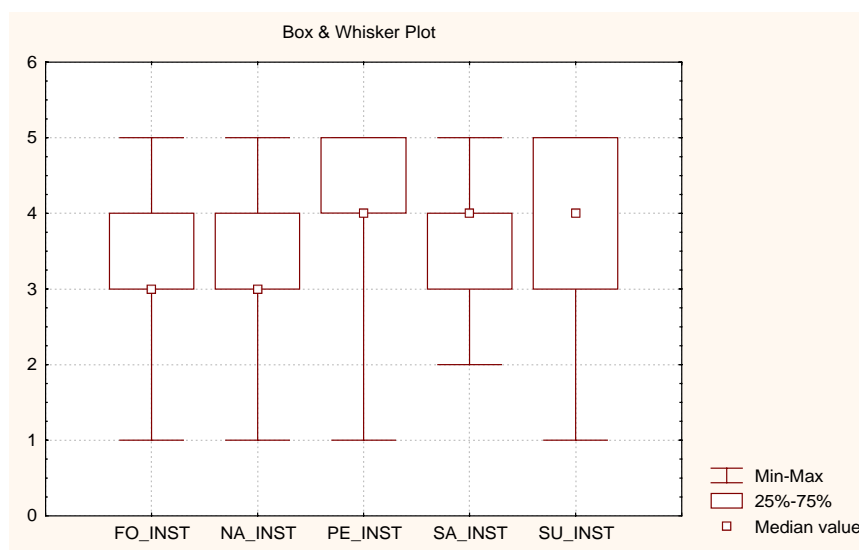 Box & Whisker Plot
6
5
4
3
2
1
0
FO_INST NA_INST PE_INST SA_INST SU_INST
Min-Max
25%-75%
Median value